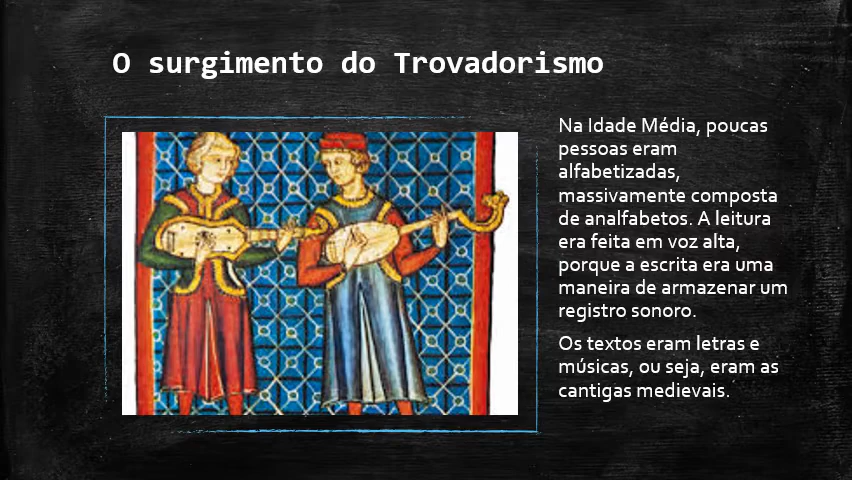 O surgimento do Trovadorismo
Na Idade Média, poucas
pessoas eram
alfabetizadas,
massivamente composta
de analfabetos. A leitura
era feita em voz alta,
porque a escrita era uma
maneira de armazenar um
registro sonoro.
Os textos eram letras e
músicas, ou seja, eram as
cantigas medievais.